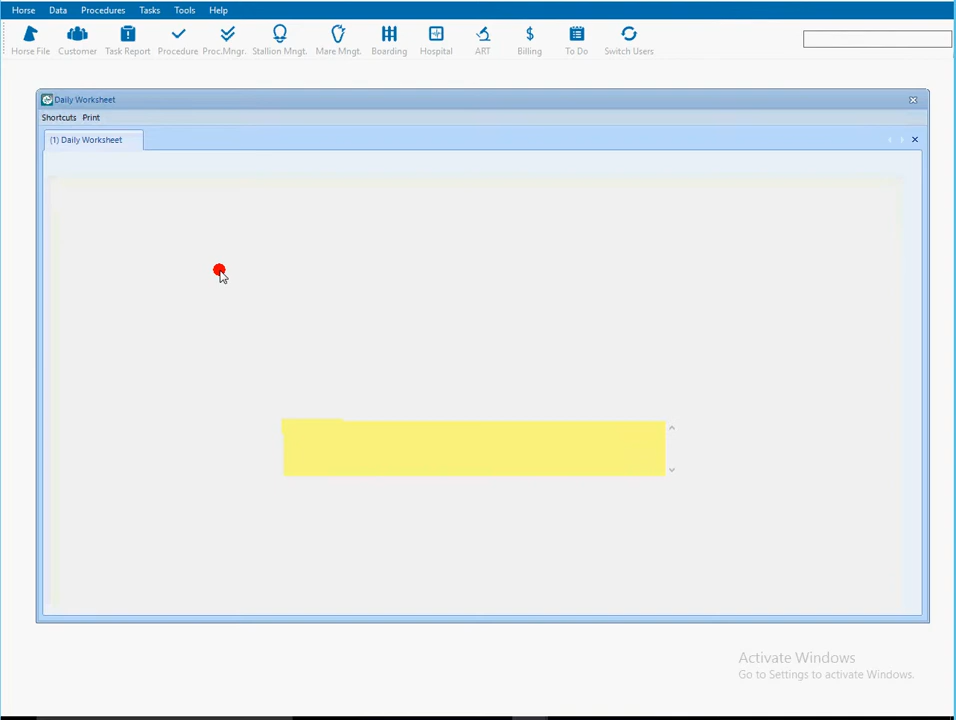 Horse Data Procedures Tasks Tools Help
Horse File Customer Task Report Procedure Proc.Mngr. Stallion Mngt. Mare Mngt. Boarding Hospital ART Billing To Do Switch Users
Daily Worksheet
Shortcuts Print
(1) Daily Worksheet
Activate Windows
Go to Settings to activate Windows.